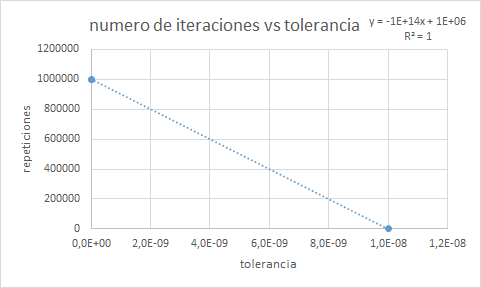 numero de iteraciones vs tolerancia
y = -1E+14x + 1E+06
R² = 1
1200000
1000000
800000
600000
400000
200000
0
repeticiones
0,0E+00 2,0E-09 4,0E-09 6,0E-09 8,0E-09 1,0E-08 1,2E-08
tolerancia